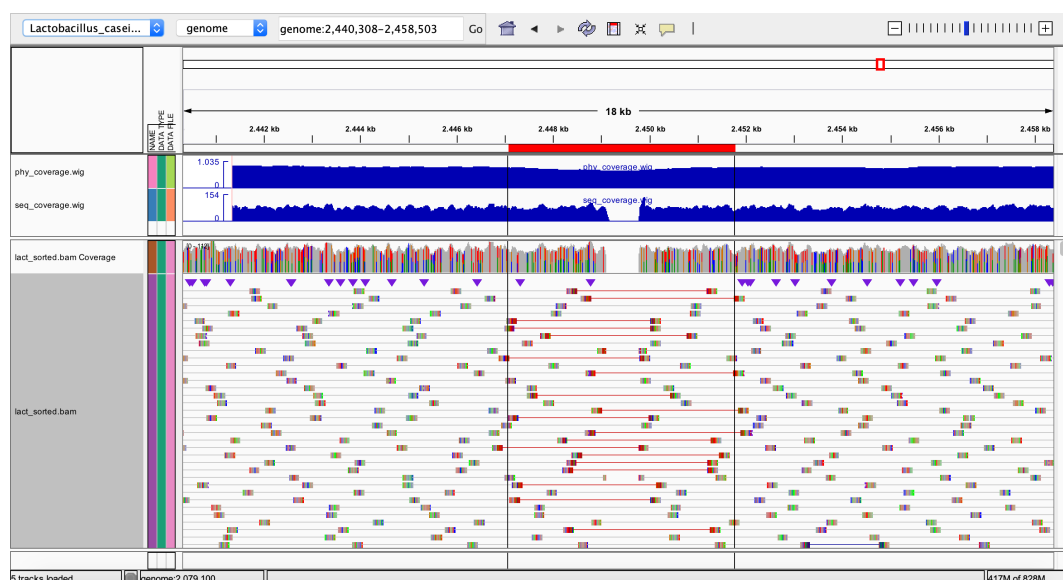 Lactobacillus_casei... genome genome:2,440,308–2,458,503 Go
18 kb
2.442 kb 2.444 kb 2.446 kb 2.448 kb 2.450 kb 2.452 kb 2.454 kb 2.456 kb 2.458 kb
NAME
DATA TYPE
DATA FILE
phy_coverage.wig
1.035
0
phy_coverage.wig
seq_coverage.wig
154
0
seq_coverage.wig
lact_sorted.bam Coverage
[0 - 112]
lact_sorted.bam
5 tracks loaded genome:2.079.100 417M of 828M